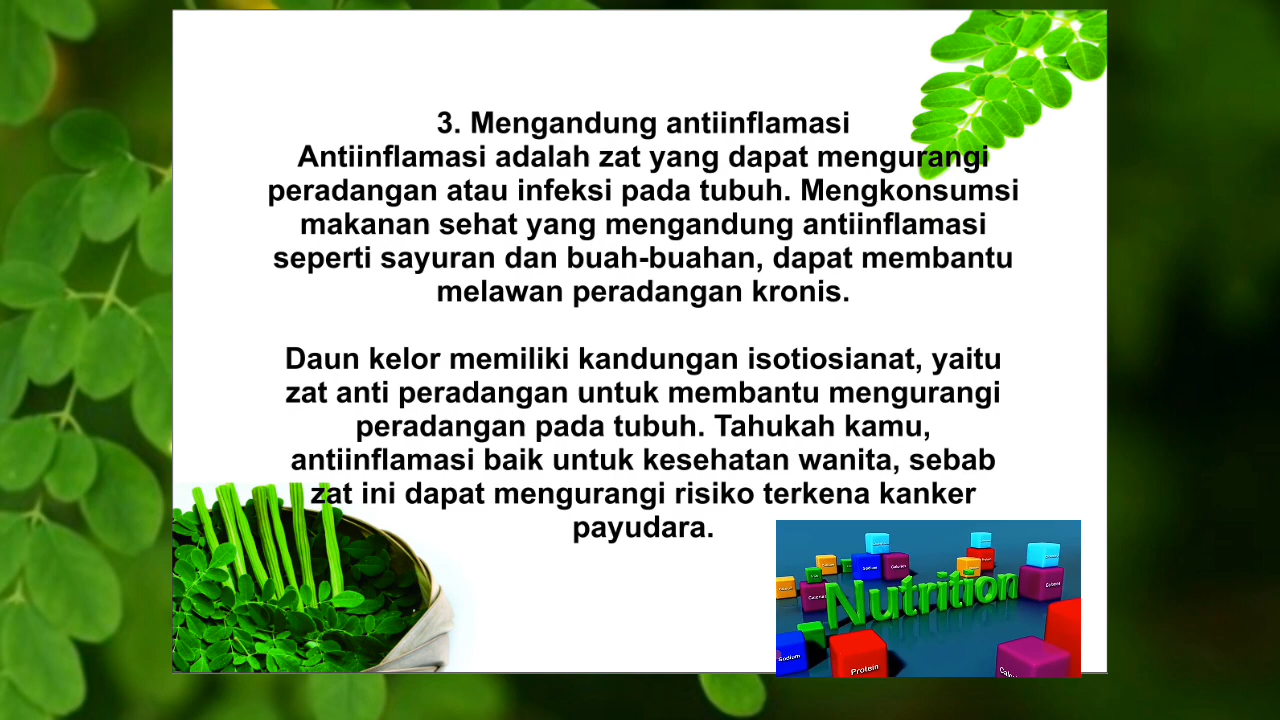 3. Mengandung antiinflamasi
Antiinflamasi adalah zat yang dapat mengurangi
peradangan atau infeksi pada tubuh. Mengkonsumsi
makanan sehat yang mengandung antiinflamasi
seperti sayuran dan buah-buahan, dapat membantu
melawan peradangan kronis.
Daun kelor memiliki kandungan isotiosianat, yaitu
zat anti peradangan untuk membantu mengurangi
peradangan pada tubuh. Tahukah kamu,
antiinflamasi baik untuk kesehatan wanita, sebab
zat ini dapat mengurangi risiko terkena kanker
payudara.
Nutrition
Sodium
Protein